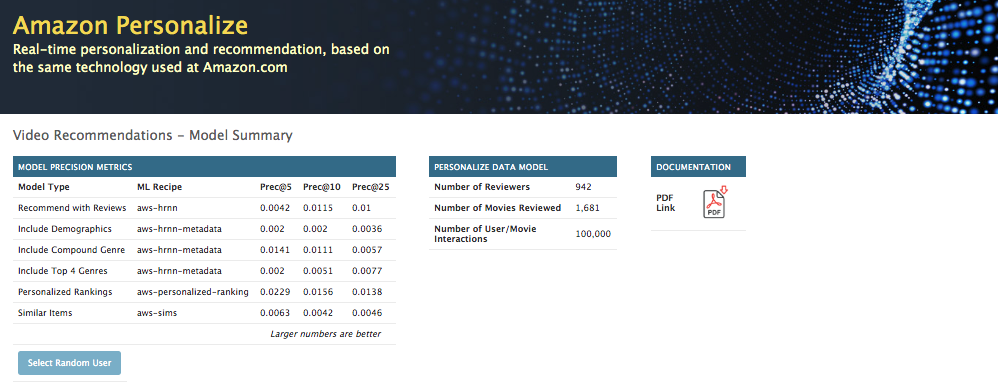 Amazon Personalize
Real-time personalization and recommendation, based on
the same technology used at Amazon.com
Video Recommendations - Model Summary
MODEL PRECISION METRICS
Model Type ML Recipe Prec@5 Prec@10 Prec@25
Recommend with Reviews aws-hrnn 0.0042 0.0115 0.01
Include Demographics aws-hrnn-metadata 0.002 0.002 0.0036
Include Compound Genre aws-hrnn-metadata 0.0141 0.0111 0.0057
Include Top 4 Genres aws-hrnn-metadata 0.002 0.0051 0.0077
Personalized Rankings aws-personalized-ranking 0.0229 0.0156 0.0138
Similar Items aws-sims 0.0063 0.0042 0.0046
Larger numbers are better
Select Random User
PERSONALIZE DATA MODEL
Number of Reviewers 942
Number of Movies Reviewed 1,681
Number of User/Movie
Interactions 100,000
DOCUMENTATION
PDF
Link
PDF